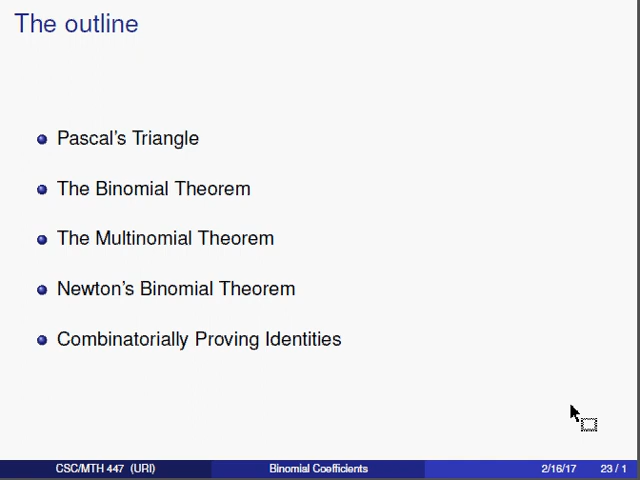 The outline
Pascal's Triangle
The Binomial Theorem
The Multinomial Theorem
Newton's Binomial Theorem
Combinatorially Proving Identities
CSC/MTH 447 (URI) Binomial Coefficients 2/16/17 23 / 1